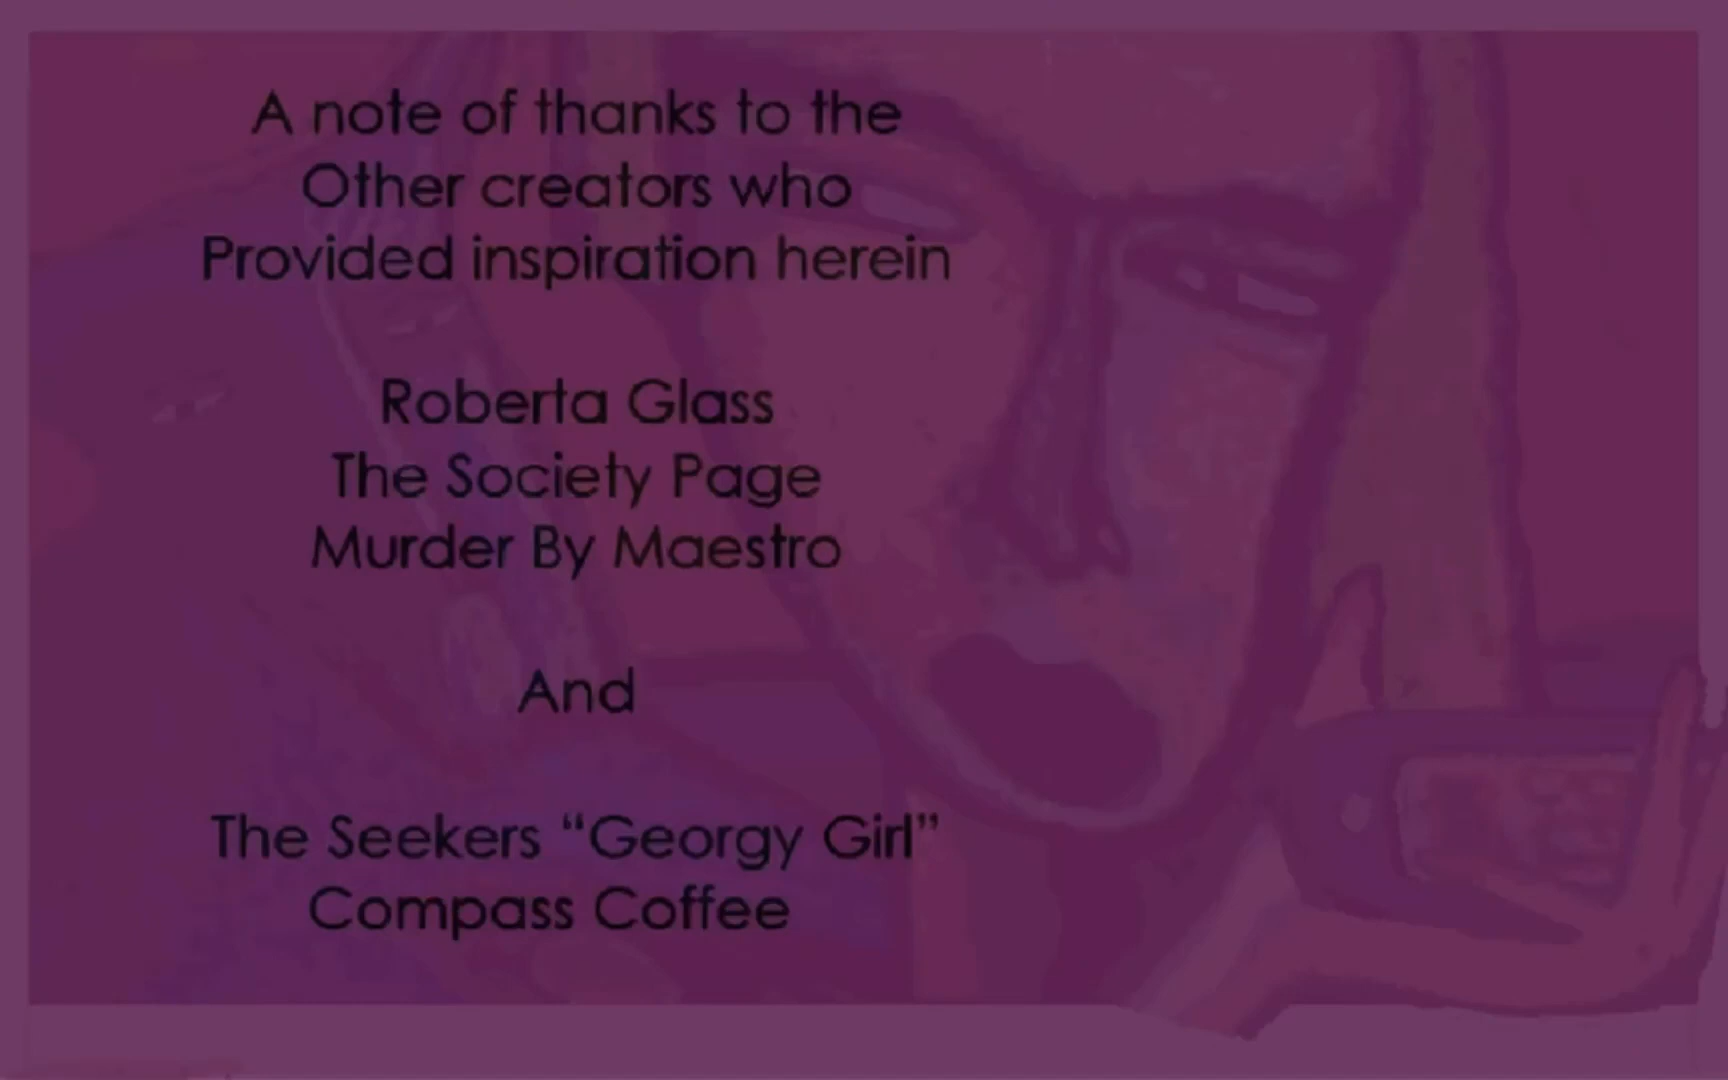 A note of thanks to the
Other creators who
Provided inspiration herein
Roberta Glass
The Society Page
Murder By Maestro
And
The Seekers “Georgy Girl”
Compass Coffee